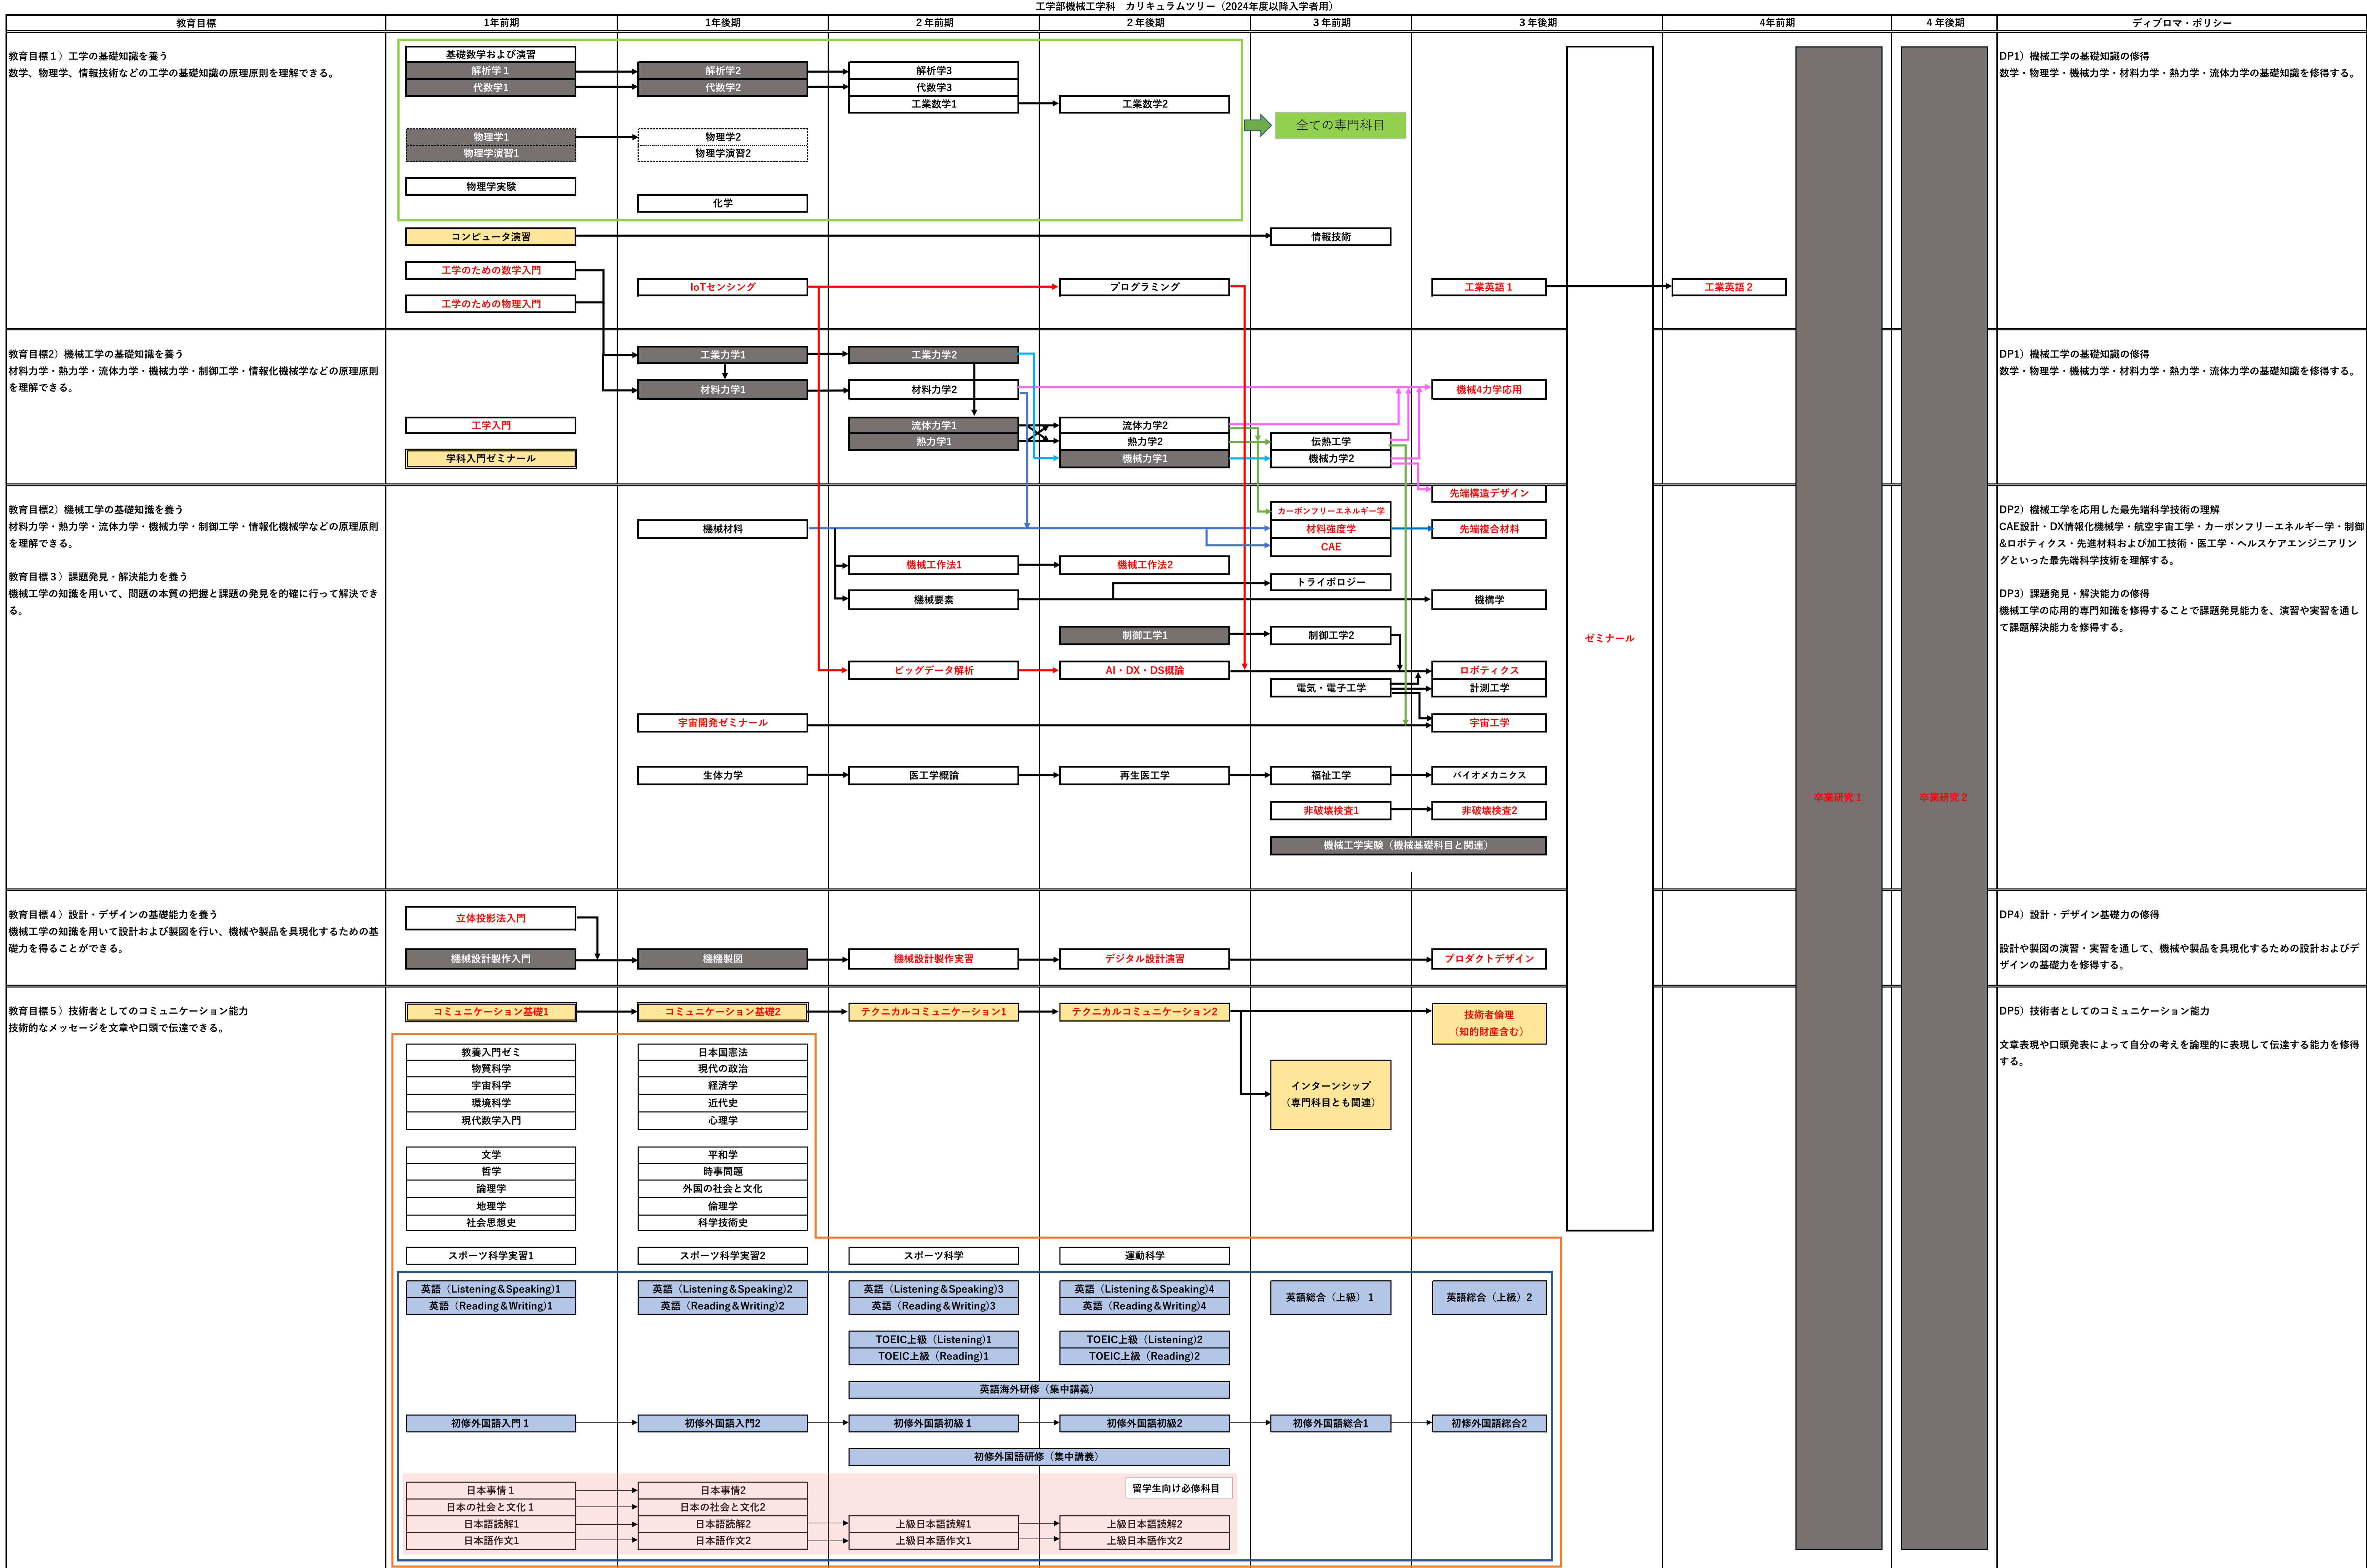 工学部機械工学科　カリキュラムツリー（2024年度以降入学者用）
教育目標
1年前期
1年後期
２年前期
２年後期
３年前期
３年後期
4年前期
４年後期
ディプロマ・ポリシー
教育目標１）工学の基礎知識を養う
数学、物理学、情報技術などの工学の基礎知識の原理原則を理解できる。
基礎数学および演習
解析学１
解析学2
解析学3
代数学1
代数学2
代数学3
工業数学1
工業数学2
全ての専門科目
物理学1
物理学2
物理学演習1
物理学演習2
物理学実験
化学
コンピュータ演習
情報技術
工学のための数学入門
IoTセンシング
プログラミング
工業英語１
工業英語２
工学のための物理入門
DP1）機械工学の基礎知識の修得
数学・物理学・機械力学・材料力学・熱力学・流体力学の基礎知識を修得する。
教育目標2）機械工学の基礎知識を養う
材料力学・熱力学・流体力学・機械力学・制御工学・情報化機械学などの原理原則
を理解できる。
工業力学1
工業力学2
材料力学1
材料力学2
機械4力学応用
工学入門
流体力学1
流体力学2
熱力学1
熱力学2
伝熱工学
学科入門ゼミナール
機械力学1
機械力学2
DP1）機械工学の基礎知識の修得
数学・物理学・機械力学・材料力学・熱力学・流体力学の基礎知識を修得する。
教育目標2）機械工学の基礎知識を養う
材料力学・熱力学・流体力学・機械力学・制御工学・情報化機械学などの原理原則
を理解できる。
教育目標３）課題発見・解決能力を養う
機械工学の知識を用いて、問題の本質の把握と課題の発見を的確に行って解決でき
る。
先端構造デザイン
カーボンフリーエネルギー学
機械材料
材料強度学
先端複合材料
CAE
機械工作法1
機械工作法2
トライボロジー
機械要素
機構学
制御工学1
制御工学2
ゼミナール
ビッグデータ解析
AI・DX・DS概論
ロボティクス
電気・電子工学
計測工学
宇宙開発ゼミナール
宇宙工学
生体力学
医工学概論
再生医工学
福祉工学
バイオメカニクス
非破壊検査1
非破壊検査2
機械工学実験（機械基礎科目と関連）
卒業研究１
卒業研究２
DP2）機械工学を応用した最先端科学技術の理解
CAE設計・DX情報化機械学・航空宇宙工学・カーボンフリーエネルギー学・制御
&ロボティクス・先進材料および加工技術・医工学・ヘルスケアエンジニアリン
グといった最先端科学技術を理解する。
DP3）課題発見・解決能力の修得
機械工学の応用的専門知識を修得することで課題発見能力を、演習や実習を通し
て課題解決能力を修得する。
教育目標４）設計・デザインの基礎能力を養う
機械工学の知識を用いて設計および製図を行い、機械や製品を具現化するための基
礎力を得ることができる。
立体投影法入門
機械設計製作入門
機機製図
機械設計製作実習
デジタル設計演習
プロダクトデザイン
DP4）設計・デザイン基礎力の修得
設計や製図の演習・実習を通して、機械や製品を具現化するための設計およびデ
ザインの基礎力を修得する。
教育目標５）技術者としてのコミュニケーション能力
技術的なメッセージを文章や口頭で伝達できる。
コミュニケーション基礎1
コミュニケーション基礎2
テクニカルコミュニケーション1
テクニカルコミュニケーション2
技術者倫理
（知的財産含む）
インターンシップ
（専門科目とも関連）
DP5）技術者としてのコミュニケーション能力
文章表現や口頭発表によって自分の考えを論理的に表現して伝達する能力を修得
する。
教養入門ゼミ
日本国憲法
物質科学
現代の政治
宇宙科学
経済学
環境科学
近代史
現代数学入門
心理学
文学
平和学
哲学
時事問題
論理学
外国の社会と文化
地理学
倫理学
社会思想史
科学技術史
スポーツ科学実習1
スポーツ科学実習2
スポーツ科学
運動科学
英語（Listening＆Speaking)1
英語（Listening＆Speaking)2
英語（Listening＆Speaking)3
英語（Listening＆Speaking)4
英語（Reading＆Writing)1
英語（Reading＆Writing)2
英語（Reading＆Writing)3
英語（Reading＆Writing)4
英語総合（上級）１
英語総合（上級）2
TOEIC上級（Listening)1
TOEIC上級（Listening)2
TOEIC上級（Reading)1
TOEIC上級（Reading)2
英語海外研修（集中講義）
初修外国語入門１
初修外国語入門2
初修外国語初級１
初修外国語初級2
初修外国語総合1
初修外国語総合2
初修外国語研修（集中講義）
留学生向け必修科目
日本事情１
日本事情2
日本の社会と文化１
日本の社会と文化2
日本語読解1
日本語読解2
上級日本語読解1
上級日本語読解2
日本語作文1
日本語作文2
上級日本語作文1
上級日本語作文2